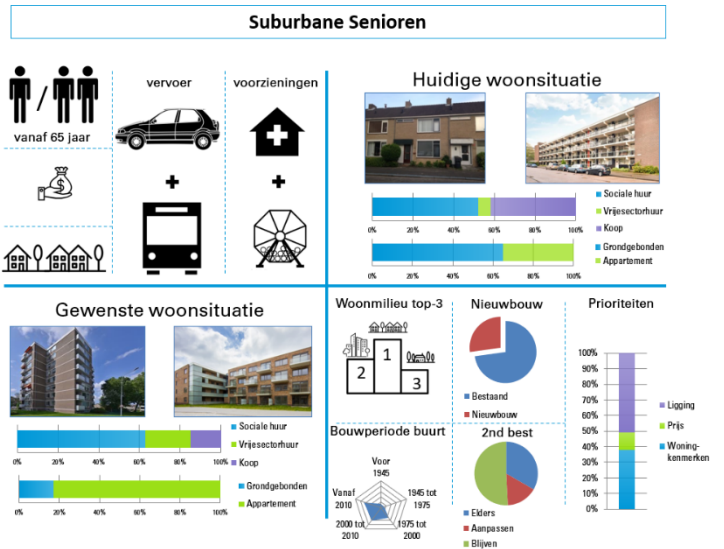 Suburbane Senioren
vanaf 65 jaar
vervoer
voorzieningen
Huidige woonsituatie
Sociale huur
Vrijesectorhuur
Koop
0% 20% 40% 60% 80% 100%
Grondgebonden
Appartement
0% 20% 40% 60% 80% 100%
Gewenste woonsituatie
Sociale huur
Vrijesectorhuur
Koop
0% 20% 40% 60% 80% 100%
Grondgebonden
Appartement
0% 20% 40% 60% 80% 100%
Woonmilieu top-3
2 1 3
Nieuwbouw
Bestaand
Nieuwbouw
Prioriteiten
100%
90%
80%
70%
60%
50%
40%
30%
20%
10%
0%
Ligging
Prijs
Woning-
kenmerken
Bouwperiode buurt
Voor
1945
1945 tot
1975
1975 tot
2000
2000 tot
2010
Vanaf
2010
2nd best
Elders
Aanpassen
Blijven